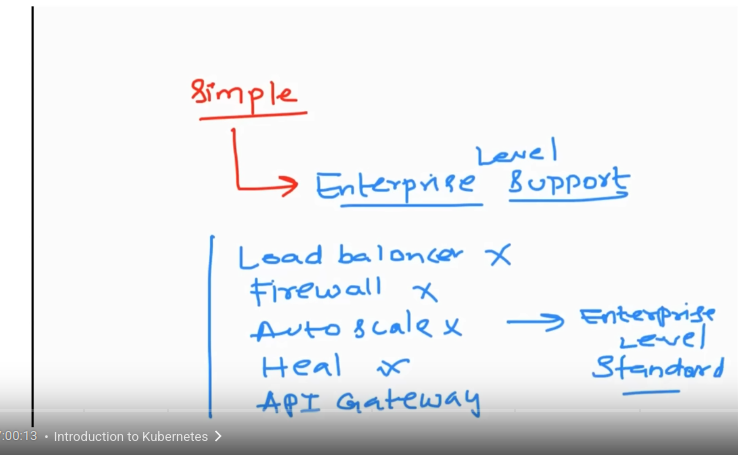 Simple
Level
Enterprise Support
Load balancer x
Firewall x
Auto scale x
Heal x
API Gateway
Enterprise
Level
Standard
:00:13 • Introduction to Kubernetes >